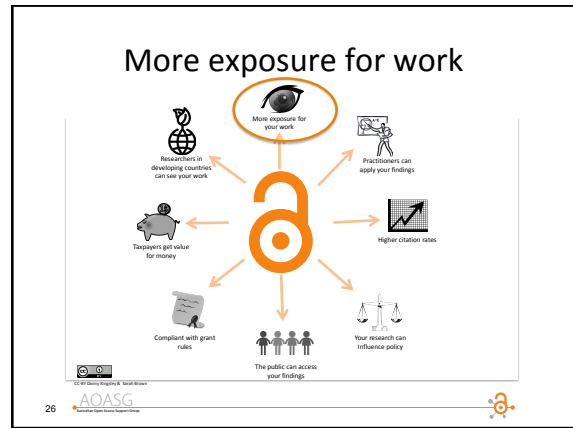 More exposure for work
More exposure for
your work
Researchers in
developing countries
can see your work
Practitioners can
apply your findings
Taxpayers get value
for money
Higher citation rates
Compliant with grant
rules
The public can access
your findings
Your research can
Influence policy
CC-BY Danny Kingsley & Sarah Brown
26
AOASG
Australian Open Access Support Group